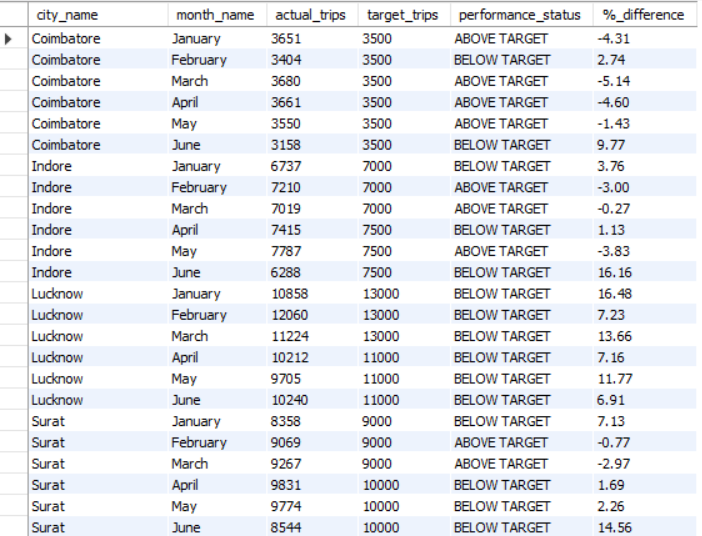 city_name month_name actual_trips target_trips performance_status %_difference
Coimbatore January 3651 3500 ABOVE TARGET -4.31
Coimbatore February 3404 3500 BELOW TARGET 2.74
Coimbatore March 3680 3500 ABOVE TARGET -5.14
Coimbatore April 3661 3500 ABOVE TARGET -4.60
Coimbatore May 3550 3500 ABOVE TARGET -1.43
Coimbatore June 3158 3500 BELOW TARGET 9.77
Indore January 6737 7000 BELOW TARGET 3.76
Indore February 7210 7000 ABOVE TARGET -3.00
Indore March 7019 7000 ABOVE TARGET -0.27
Indore April 7415 7500 BELOW TARGET 1.13
Indore May 7787 7500 ABOVE TARGET -3.83
Indore June 6288 7500 BELOW TARGET 16.16
Lucknow January 10858 13000 BELOW TARGET 16.48
Lucknow February 12060 13000 BELOW TARGET 7.23
Lucknow March 11224 13000 BELOW TARGET 13.66
Lucknow April 10212 11000 BELOW TARGET 7.16
Lucknow May 9705 11000 BELOW TARGET 11.77
Lucknow June 10240 11000 BELOW TARGET 6.91
Surat January 8358 9000 BELOW TARGET 7.13
Surat February 9069 9000 ABOVE TARGET -0.77
Surat March 9267 9000 ABOVE TARGET -2.97
Surat April 9831 10000 BELOW TARGET 1.69
Surat May 9774 10000 BELOW TARGET 2.26
Surat June 8544 10000 BELOW TARGET 14.56